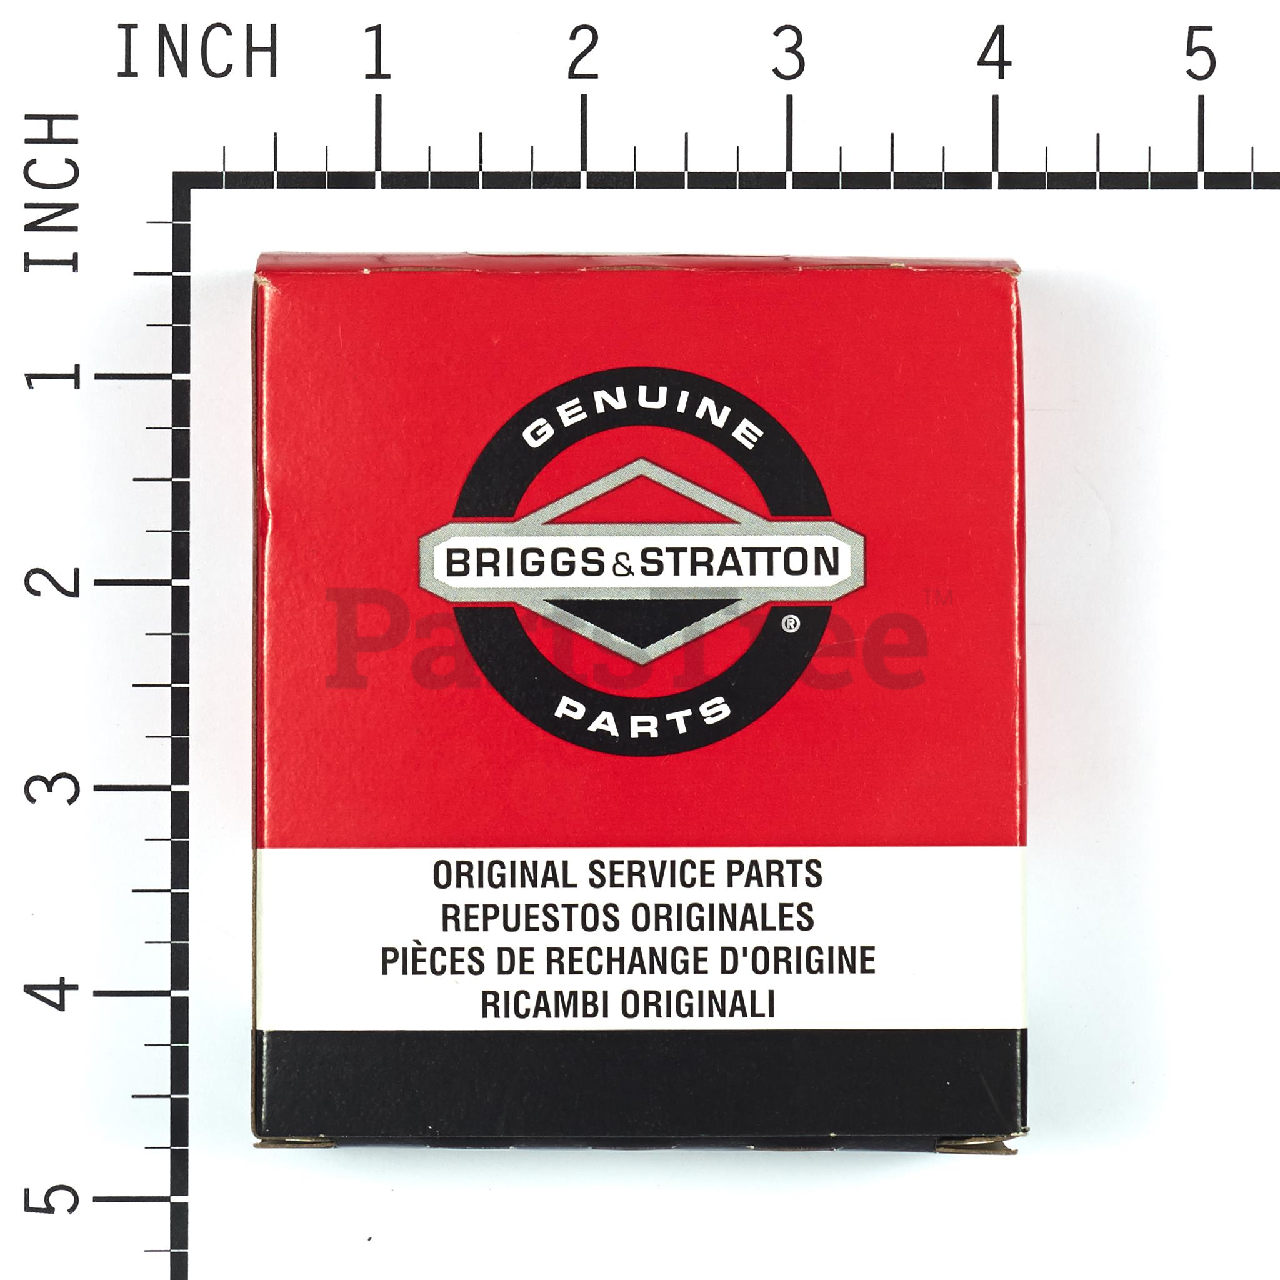 INCH 1 2 3 4 5
INCH 1 2 3 4 5
GENUINE
BRIGGS & STRATTON
®
PARTS
PartsTree™
ORIGINAL SERVICE PARTS
REPUESTOS ORIGINALES
PIÈCES DE RECHANGE D'ORIGINE
RICAMBI ORIGINALI